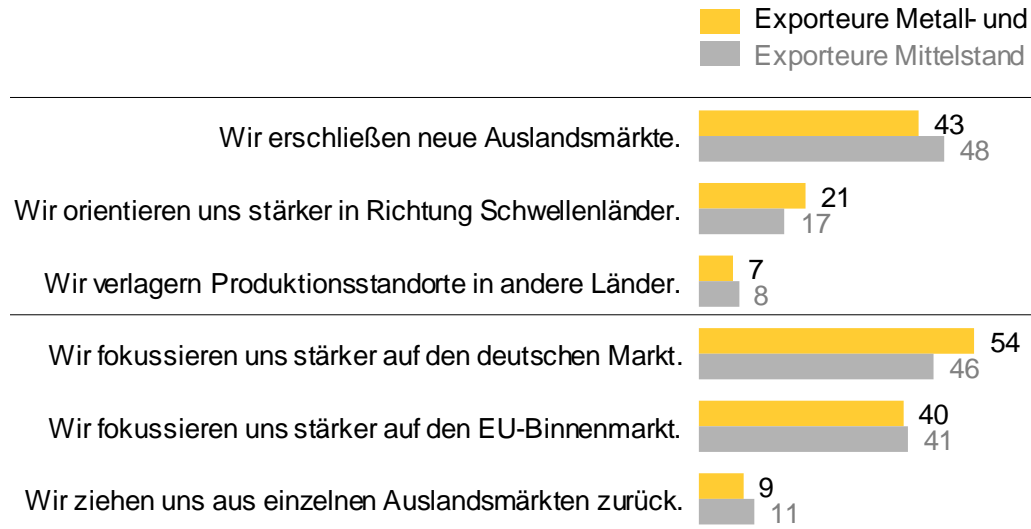 Exporteure Metall- und
Exporteure Mittelstand
Wir erschließen neue Auslandsmärkte.
43
48
Wir orientieren uns stärker in Richtung Schwellenländer.
21
17
Wir verlagern Produktionsstandorte in andere Länder.
7
8
Wir fokussieren uns stärker auf den deutschen Markt.
54
46
Wir fokussieren uns stärker auf den EU-Binnenmarkt.
40
41
Wir ziehen uns aus einzelnen Auslandsmärkten zurück.
9
11